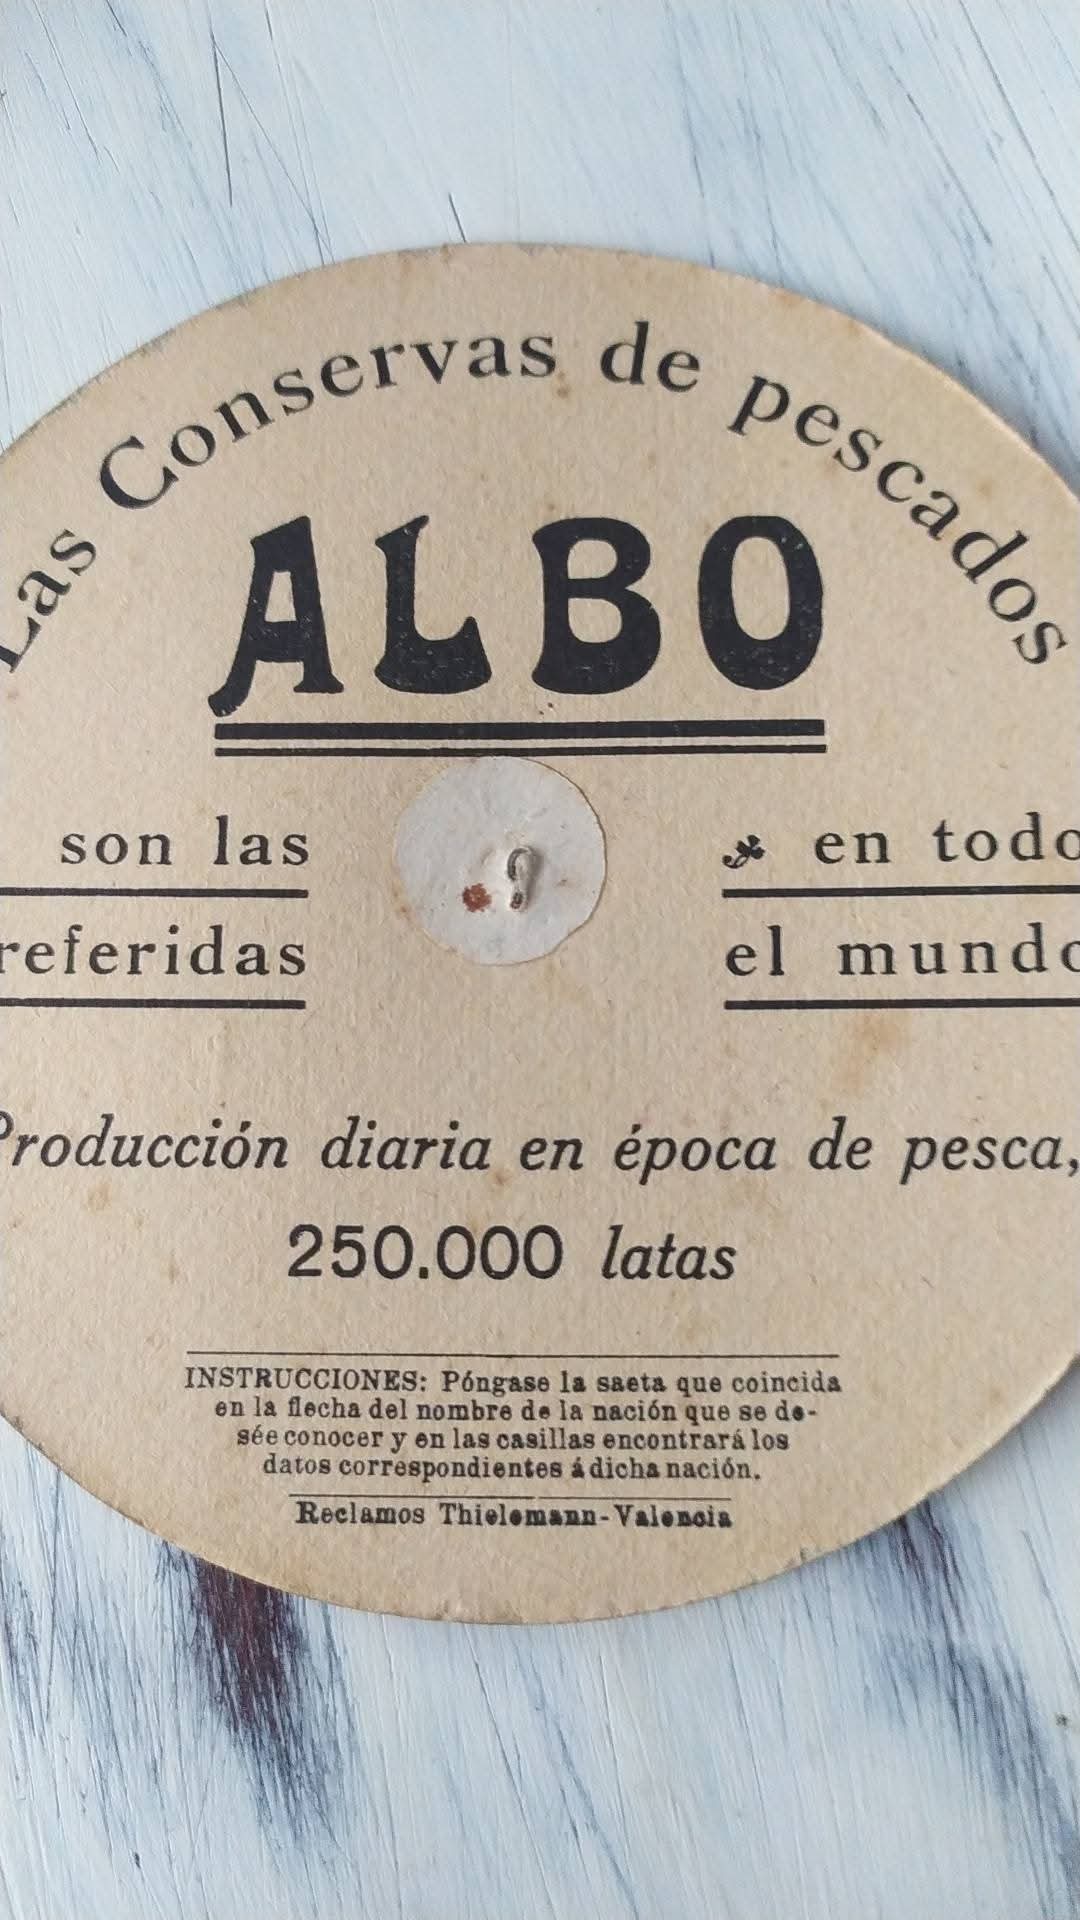 Las Conservas de pescados
ALBO
son las
referidas
en todo
el mundo
Producción diaria en época de pesca,
250.000 latas
INSTRUCCIONES: Póngase la saeta que coincida
en la flecha del nombre de la nación que se de-
sée conocer y en las casillas encontrará los
datos correspondientes á dicha nación.
Reclamos Thielemann-Valencia